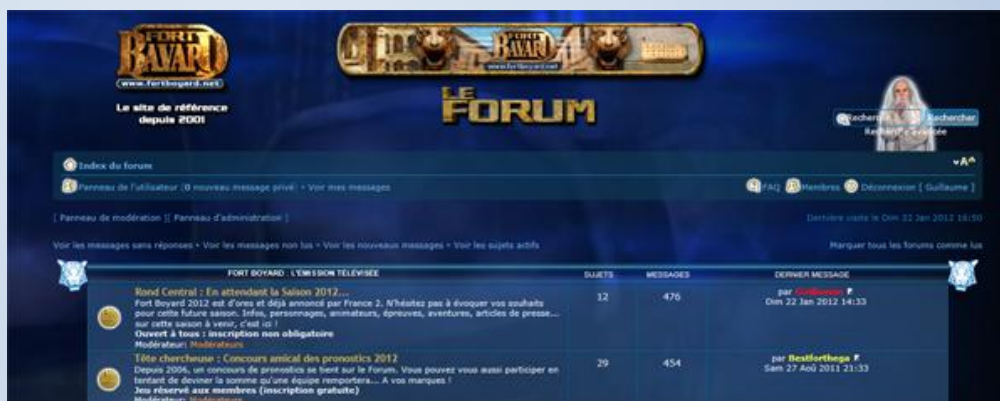 FORT
BAVARD
www.fortboyard.net
Le site de référence
depuis 2001
FORT
BAVARD
www.fortboyard.net
LE
FORUM
Recherche
Rechercher
Recherche avancée
Index du forum
Panneau de l'utilisateur (0 nouveau message privé) • Voir mes messages
FAQ Membres Déconnexion [ Guillaume ]
[ Panneau de modération ][ Panneau d'administration ]
Dernière visite le Dim 22 Jan 2012 16:50
Voir les messages sans réponses • Voir les messages non lus • Voir les nouveaux messages • Voir les sujets actifs
Marquer tous les forums comme lus
FORT BOYARD : L'ÉMISSION TÉLÉVISÉE SUJETS MESSAGES DERNIER MESSAGE
Rond Central : En attendant la Saison 2012...
Fort Boyard 2012 est d'ores et déjà annoncé par France 2. N'hésitez pas à évoquer vos souhaits
pour cette future saison. Infos, personnages, animateurs, épreuves, aventures, articles de presse...
sur cette saison à venir, c'est ici !
Ouvert à tous : inscription non obligatoire
Modérateur: Modérateurs
12
476
par
Dim 22 Jan 2012 14:33
Tête chercheuse : Concours amical des pronostics 2012
Depuis 2006, un concours de pronostics se tient sur le Forum. Vous pouvez vous aussi participer en
tentant de deviner la somme qu'une équipe remportera... A vos marques !
Jeu réservé aux membres (inscription gratuite)
Modérateur: Modérateurs
29
454
par Bestforthega
Sam 27 Aoû 2011 21:33